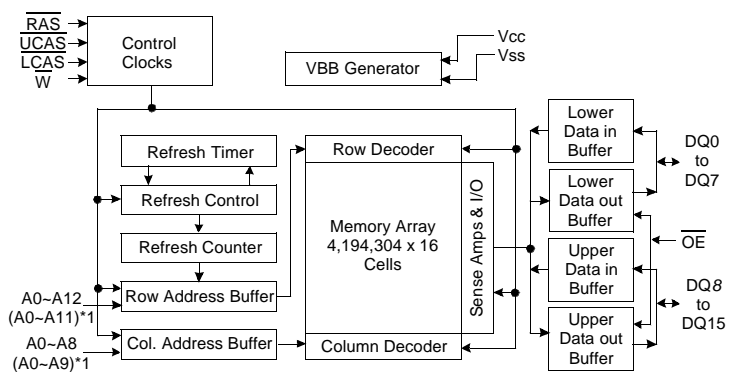 RAS
UCAS
LCAS
W
Control
Clocks
VBB Generator
Vcc
Vss
Refresh Timer
Refresh Control
Refresh Counter
Row Address Buffer
Col. Address Buffer
A0~A12
(A0~A11)*1
A0~A8
(A0~A9)*1
Row Decoder
Memory Array
4,194,304 x 16
Cells
Column Decoder
Sense Amps & I/O
Lower
Data in
Buffer
Lower
Data out
Buffer
Upper
Data in
Buffer
Upper
Data out
Buffer
DQ0
to
DQ7
OE
DQ8
to
DQ15